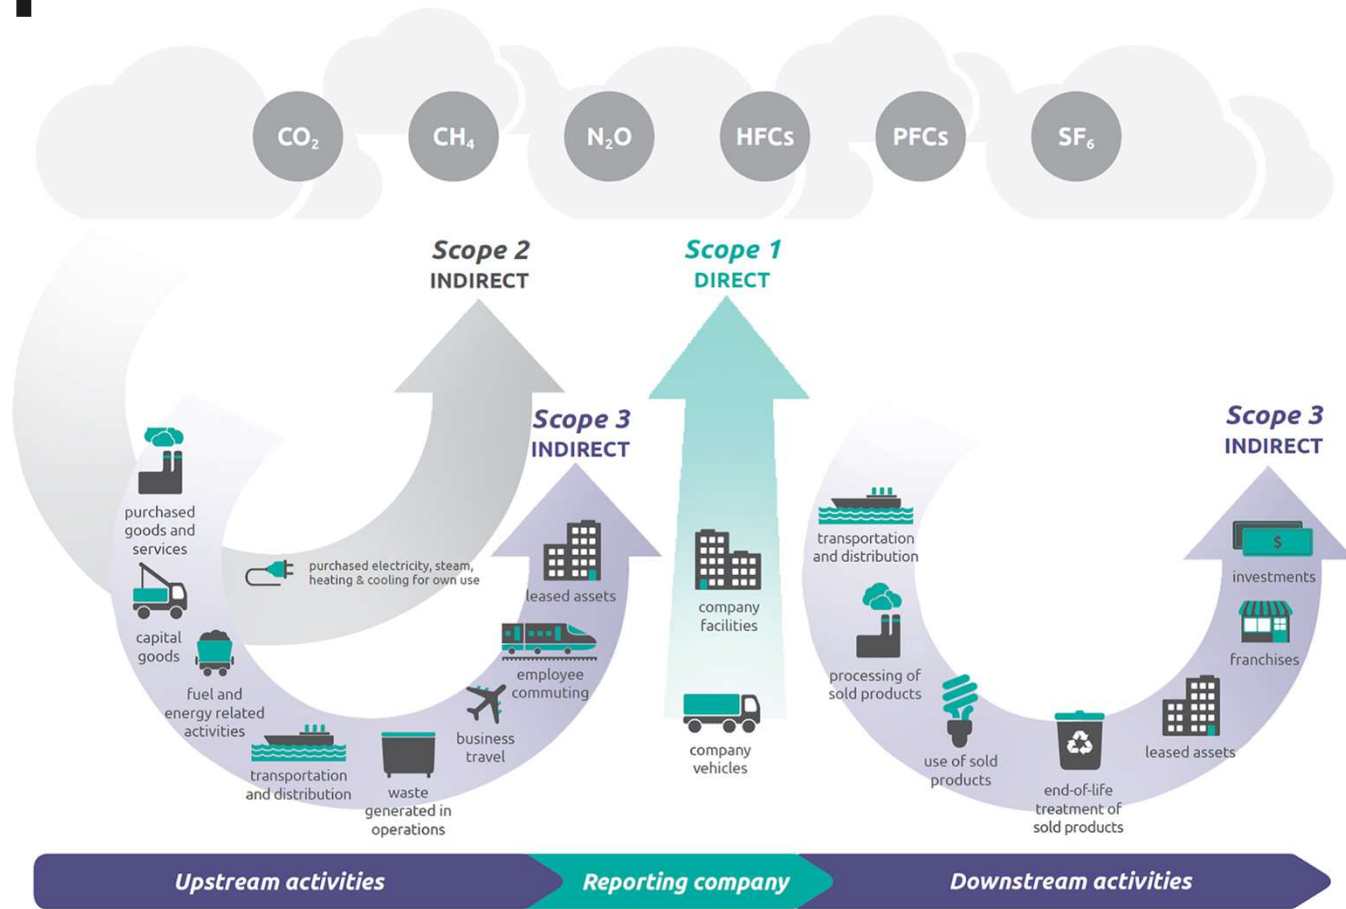 CO₂
CH₄
N₂O
HFCs
PFCs
SF₆
Scope 2
INDIRECT
Scope 1
DIRECT
Scope 3
INDIRECT
Scope 3
INDIRECT
purchased
goods and
services
capital
goods
fuel and
energy related
activities
transportation
and distribution
waste
generated in
operations
business
travel
employee
commuting
leased assets
purchased electricity, steam,
heating & cooling for own use
company
facilities
company
vehicles
transportation
and distribution
processing of
sold products
use of sold
products
end-of-life
treatment of
sold products
leased assets
franchises
$
investments
Upstream activities
Reporting company
Downstream activities